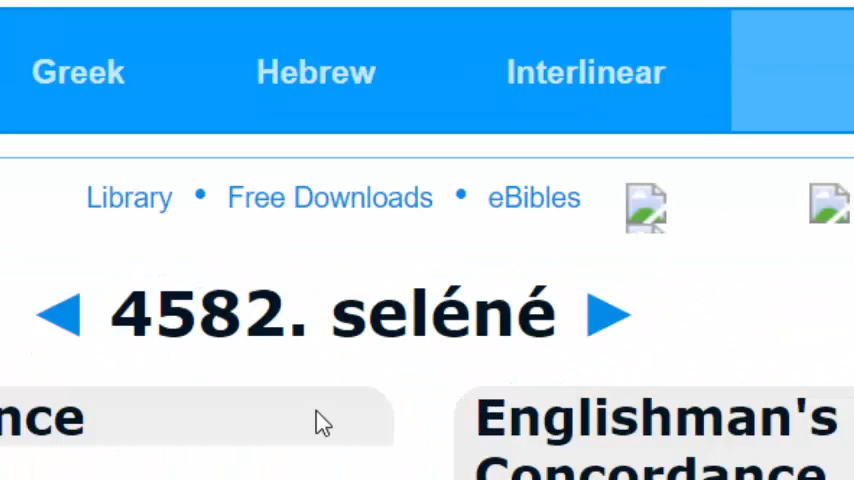 Greek Hebrew Interlinear
Library • Free Downloads • eBibles
4582. seléné
nce
Englishman's
Concordance